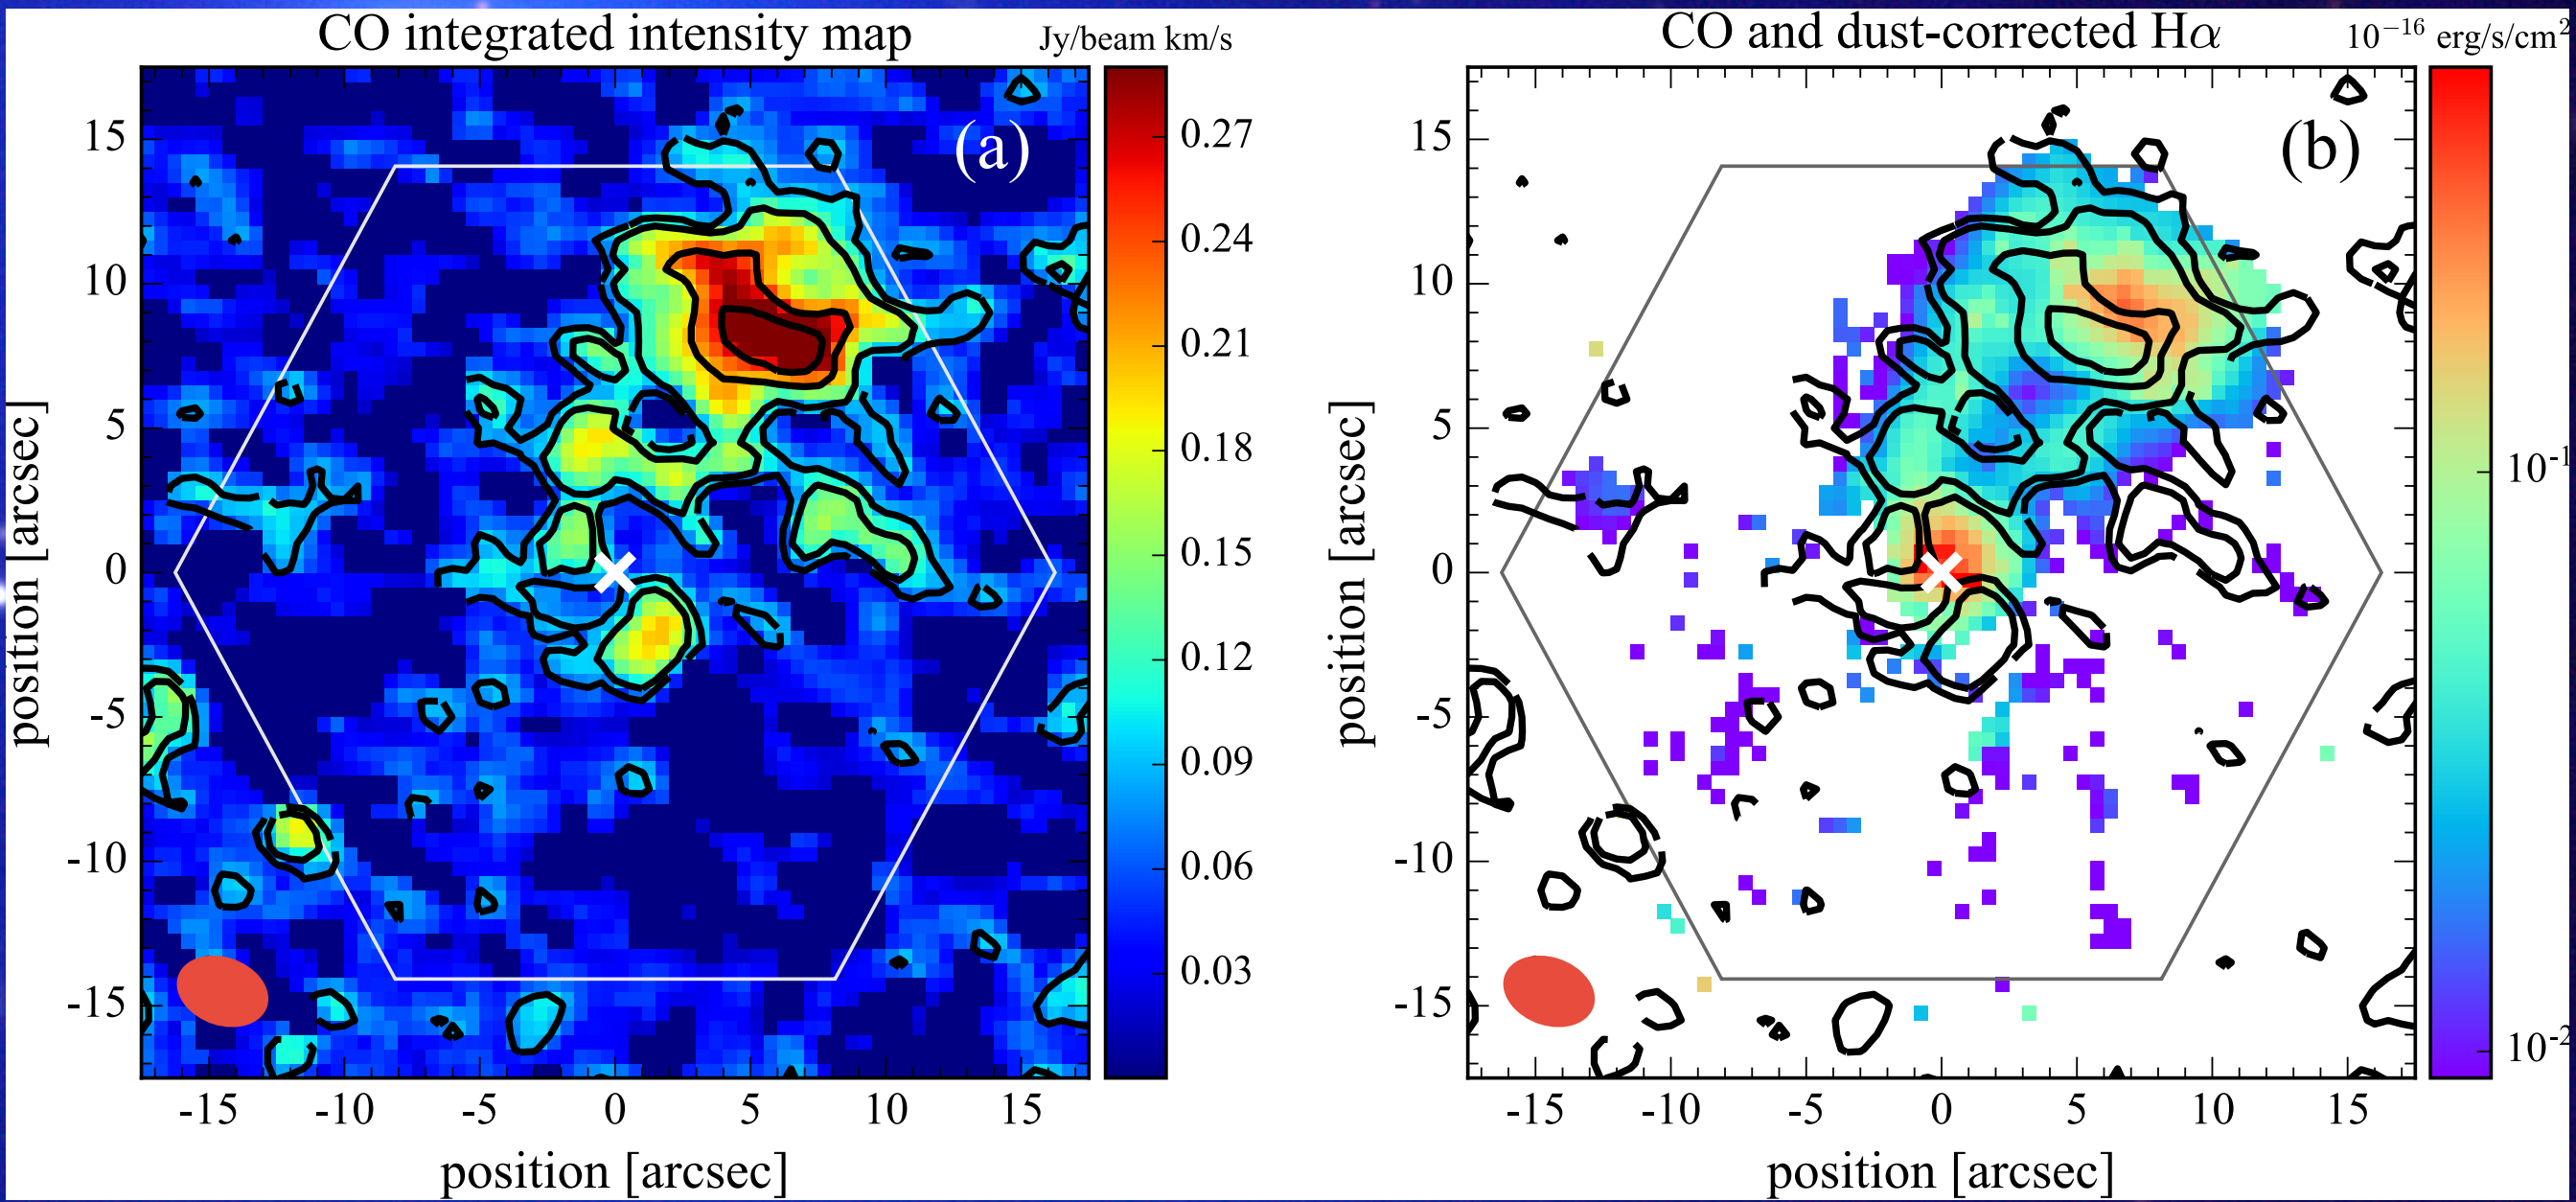 CO integrated intensity map
Jy/beam km/s
(a)
15
10
5
0
-5
-10
-15
position [arcsec]
-15 -10 -5 0 5 10 15
position [arcsec]
0.27
0.24
0.21
0.18
0.15
0.12
0.09
0.06
0.03
CO and dust-corrected Hα
10⁻¹⁶ erg/s/cm²
(b)
15
10
5
0
-5
-10
-15
position [arcsec]
-15 -10 -5 0 5 10 15
position [arcsec]
10⁻¹
10⁻²